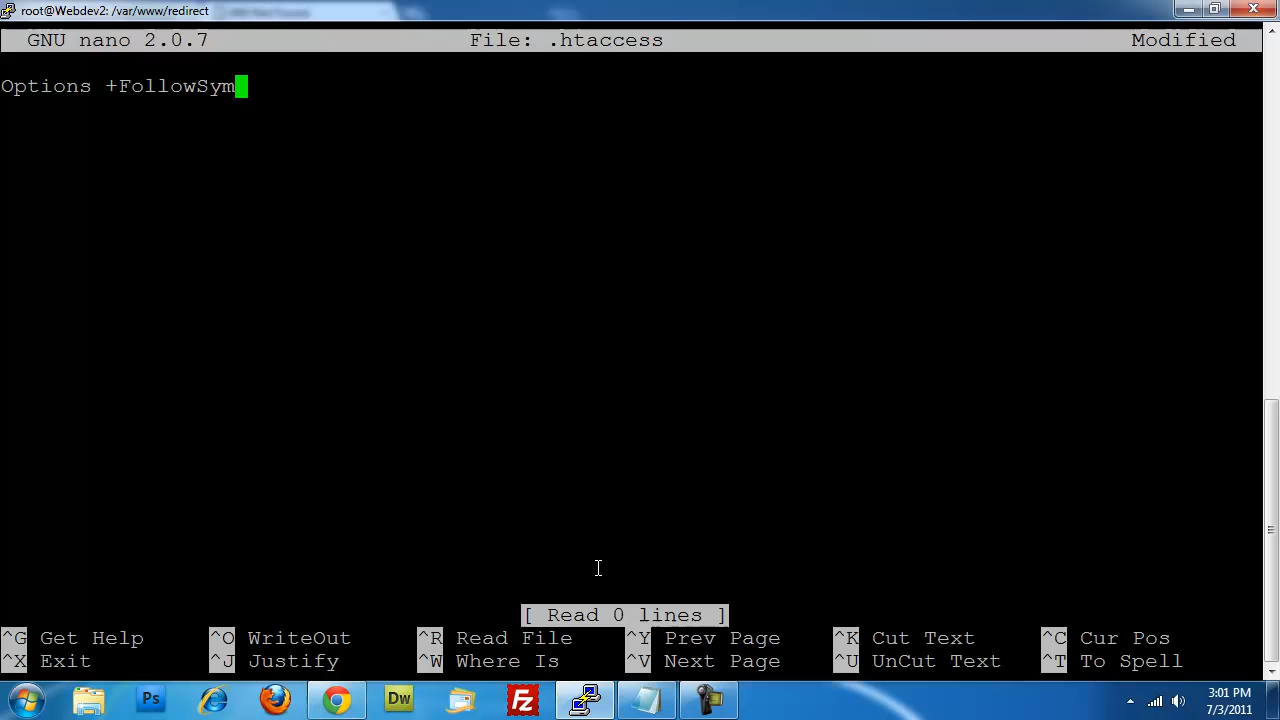 root@Webdev2: /var/www/redirect
GNU nano 2.0.7 File: .htaccess Modified
Options +FollowSym
[ Read 0 lines ]
^G Get Help ^O WriteOut ^R Read File ^Y Prev Page ^K Cut Text ^C Cur Pos
^X Exit ^J Justify ^W Where Is ^V Next Page ^U UnCut Text ^T To Spell
Ps Dw Fz
3:01 PM
7/3/2011